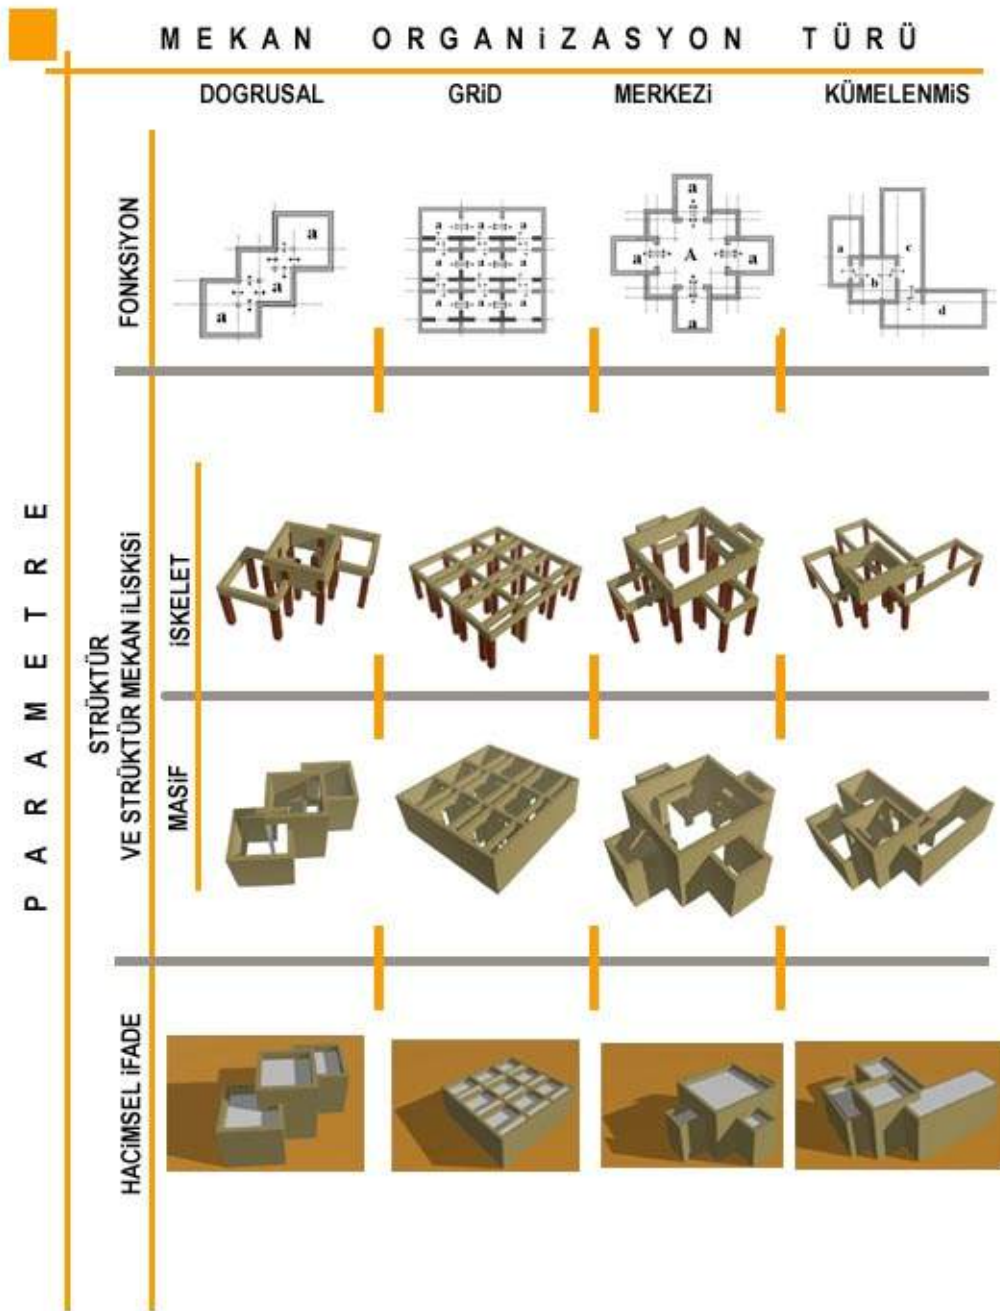 MEKAN ORGANiZASYON TÜRÜ
DOGRUSAL GRiD MERKEZi KÜMELENMiS
PARAMETRE
FONKSiYON
a
a
a
a a a
a a a
a a a
a a a
a
a A a
a
a c
b
d
STRÜKTÜR
VE STRÜKTÜR MEKAN iLiSKiSi
iSKELET
MASiF
HACiMSEL iFADE